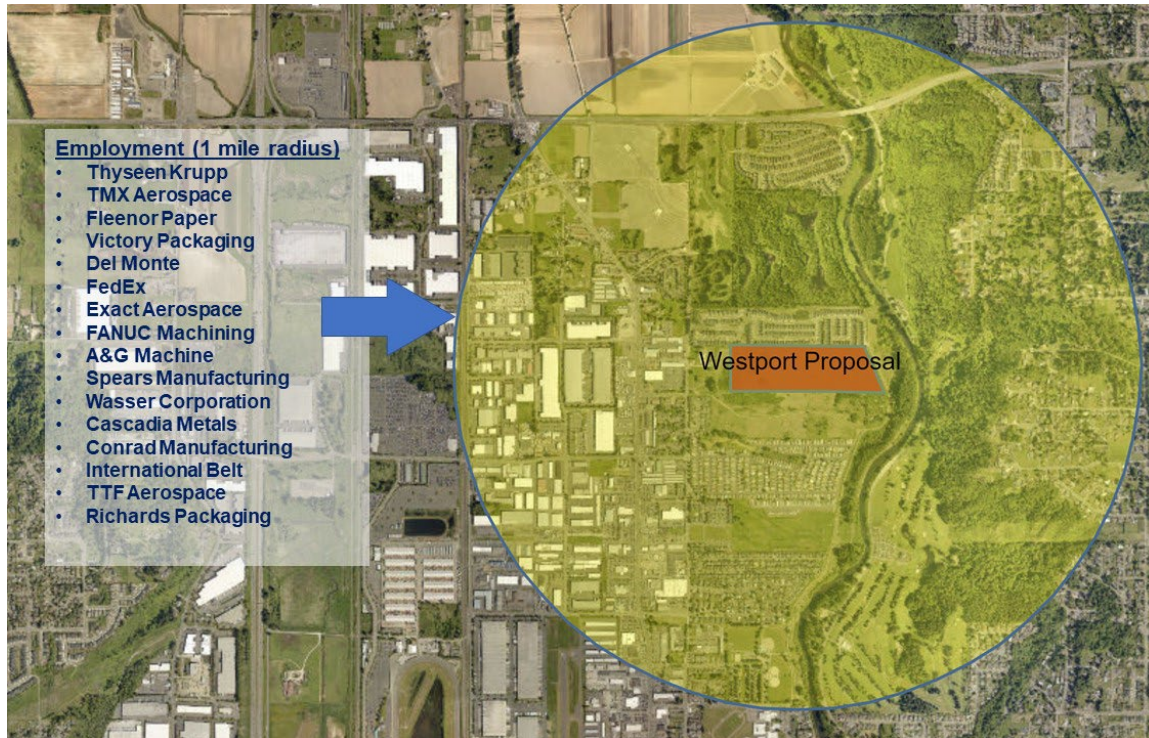 Employment (1 mile radius)
• Thyseen Krupp
• TMX Aerospace
• Fleenor Paper
• Victory Packaging
• Del Monte
• FedEx
• Exact Aerospace
• FANUC Machining
• A&G Machine
• Spears Manufacturing
• Wasser Corporation
• Cascadia Metals
• Conrad Manufacturing
• International Belt
• TTF Aerospace
• Richards Packaging
Westport Proposal